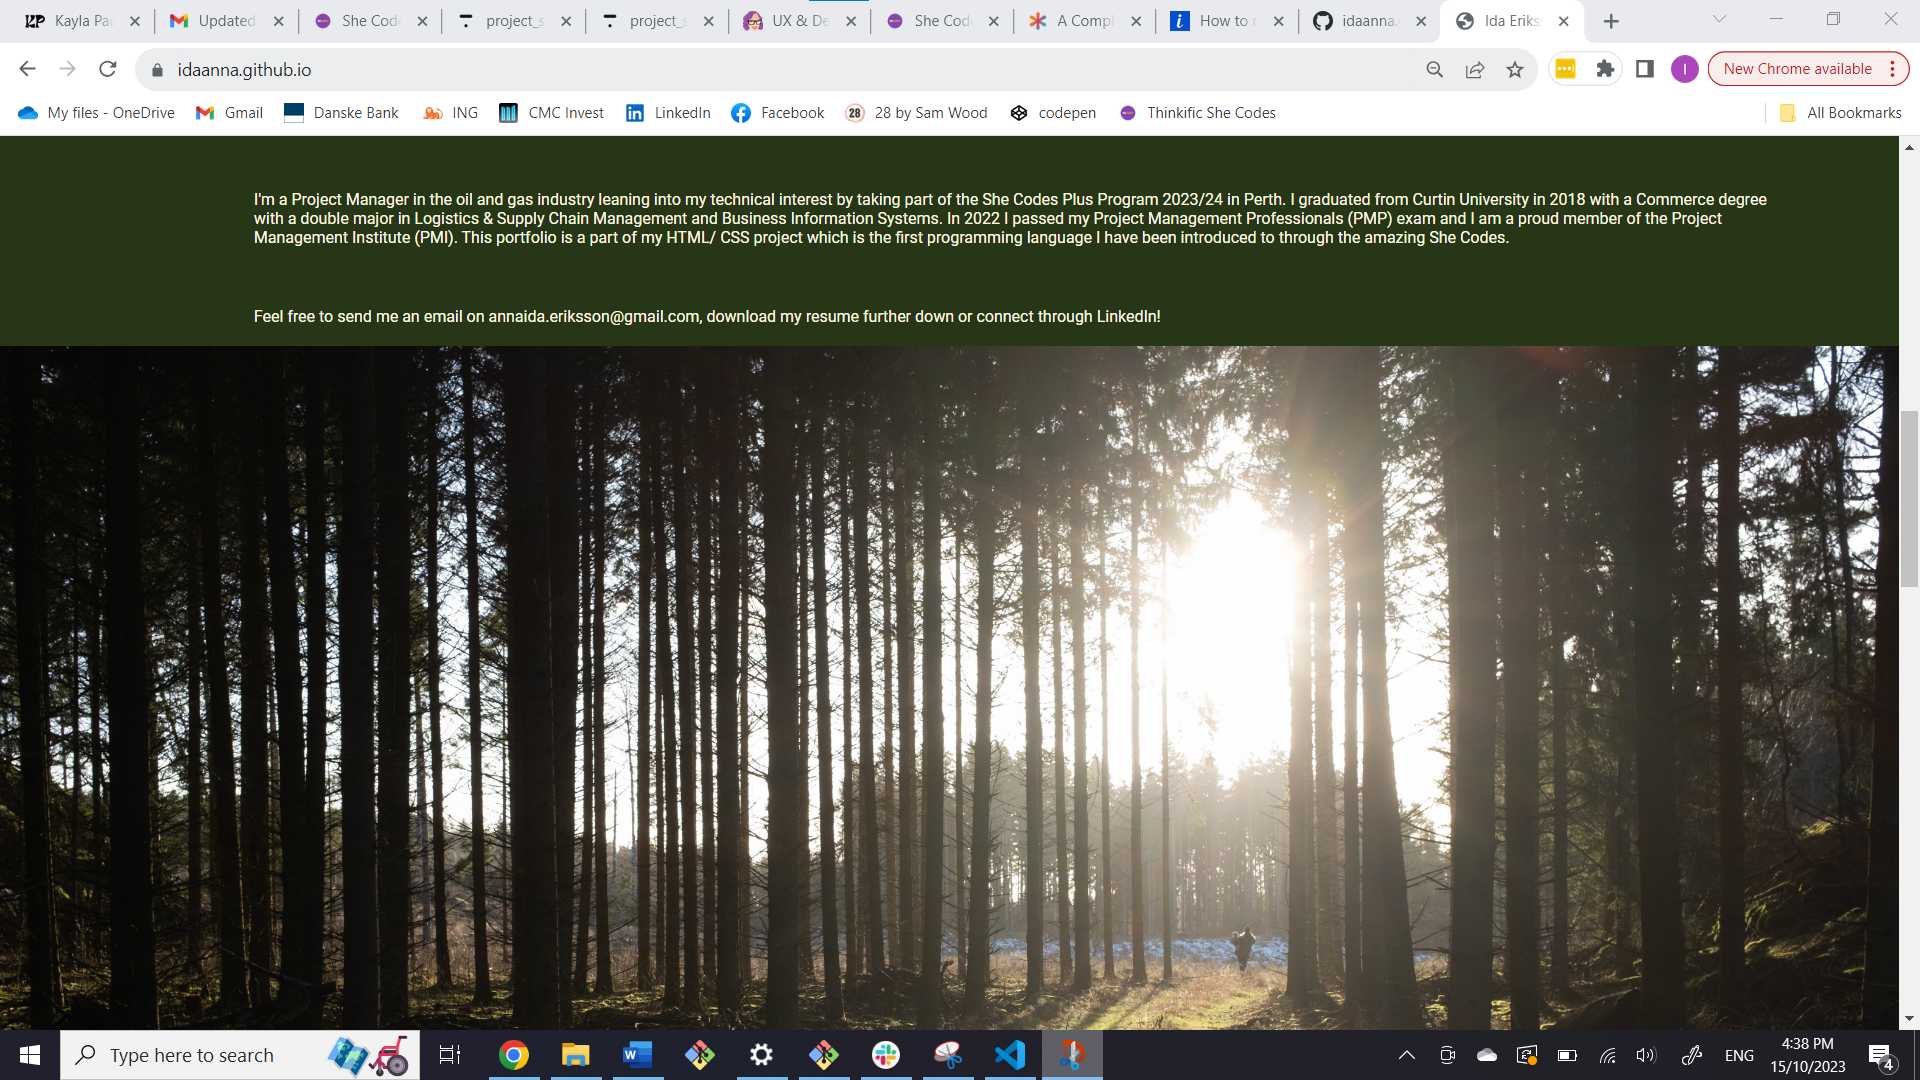 Kayla Pac
Updated
She Code
project_s
project_s
UX & De
She Codi
A Compl
How to r
idaanna.
Ida Eriks
idaanna.github.io
New Chrome available
My files - OneDrive
Gmail
Danske Bank
ING
CMC Invest
LinkedIn
Facebook
28 by Sam Wood
codepen
Thinkific She Codes
All Bookmarks
I'm a Project Manager in the oil and gas industry leaning into my technical interest by taking part of the She Codes Plus Program 2023/24 in Perth. I graduated from Curtin University in 2018 with a Commerce degree
with a double major in Logistics & Supply Chain Management and Business Information Systems. In 2022 I passed my Project Management Professionals (PMP) exam and I am a proud member of the Project
Management Institute (PMI). This portfolio is a part of my HTML/ CSS project which is the first programming language I have been introduced to through the amazing She Codes.
Feel free to send me an email on annaida.eriksson@gmail.com, download my resume further down or connect through LinkedIn!
Type here to search
ENG
4:38 PM
15/10/2023
4